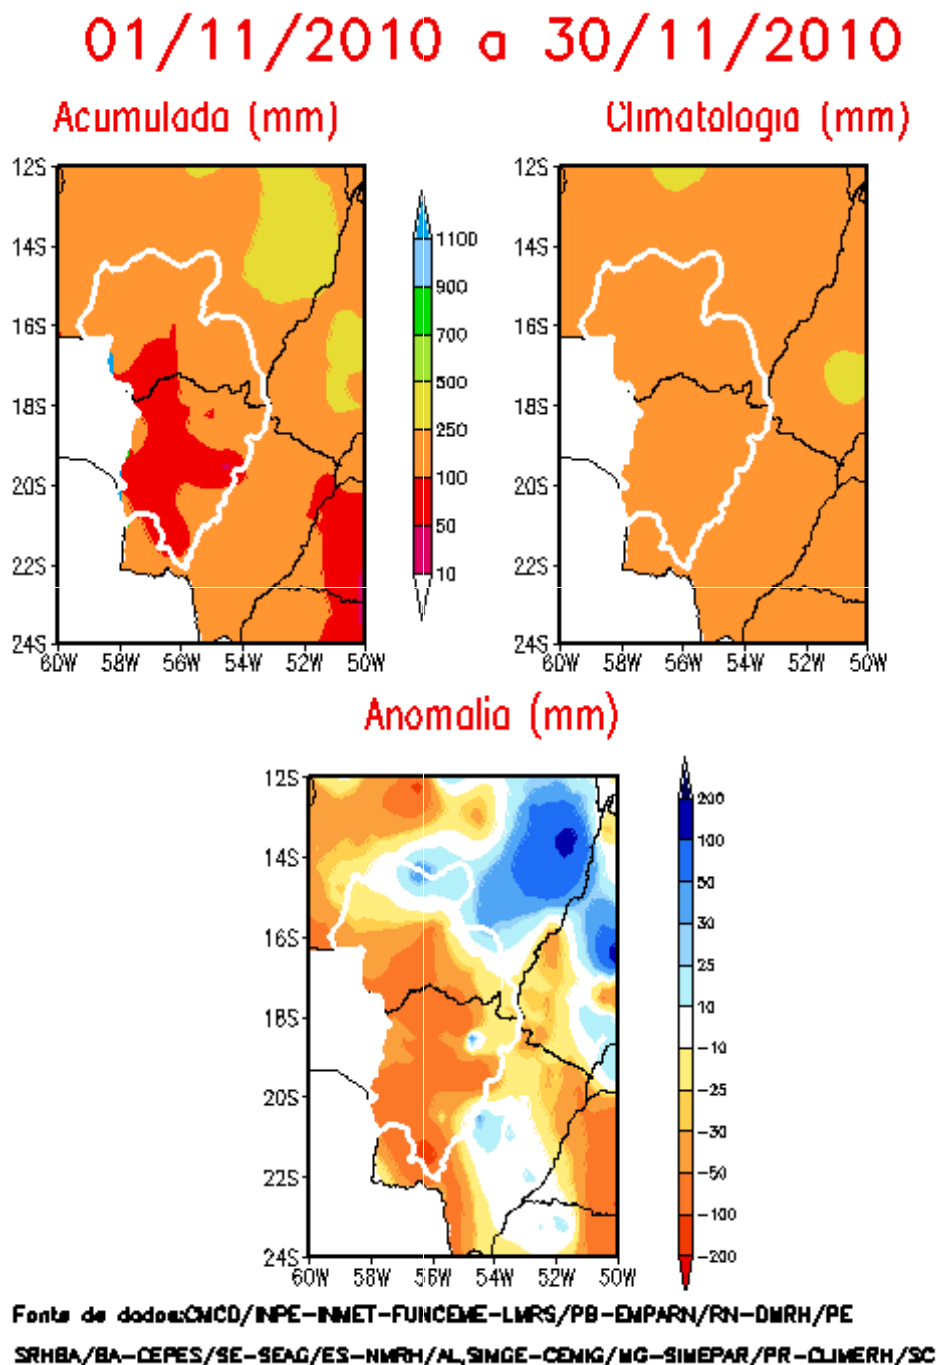 01/11/2010 a 30/11/2010
Acumulada (mm)
Climatologia (mm)
12S
14S
16S
18S
20S
22S
24S
60W 58W 56W 54W 52W 50W
1100
900
700
500
250
100
50
10
12S
14S
16S
18S
20S
22S
24S
60W 58W 56W 54W 52W 50W
Anomalia (mm)
12S
14S
16S
18S
20S
22S
24S
60W 58W 56W 54W 52W 50W
200
100
50
30
25
10
-10
-25
-30
-50
-100
-200
Fonte de dados:CMCD/INPE-INMET-FUNCEME-LMRS/PB-EMPARN/RN-DMRH/PE
SRHBA/BA-CEPES/SE-SEAG/ES-NMRH/AL,SIMGE-CEMIG/MG-SIMEPAR/PR-CLIMERH/SC